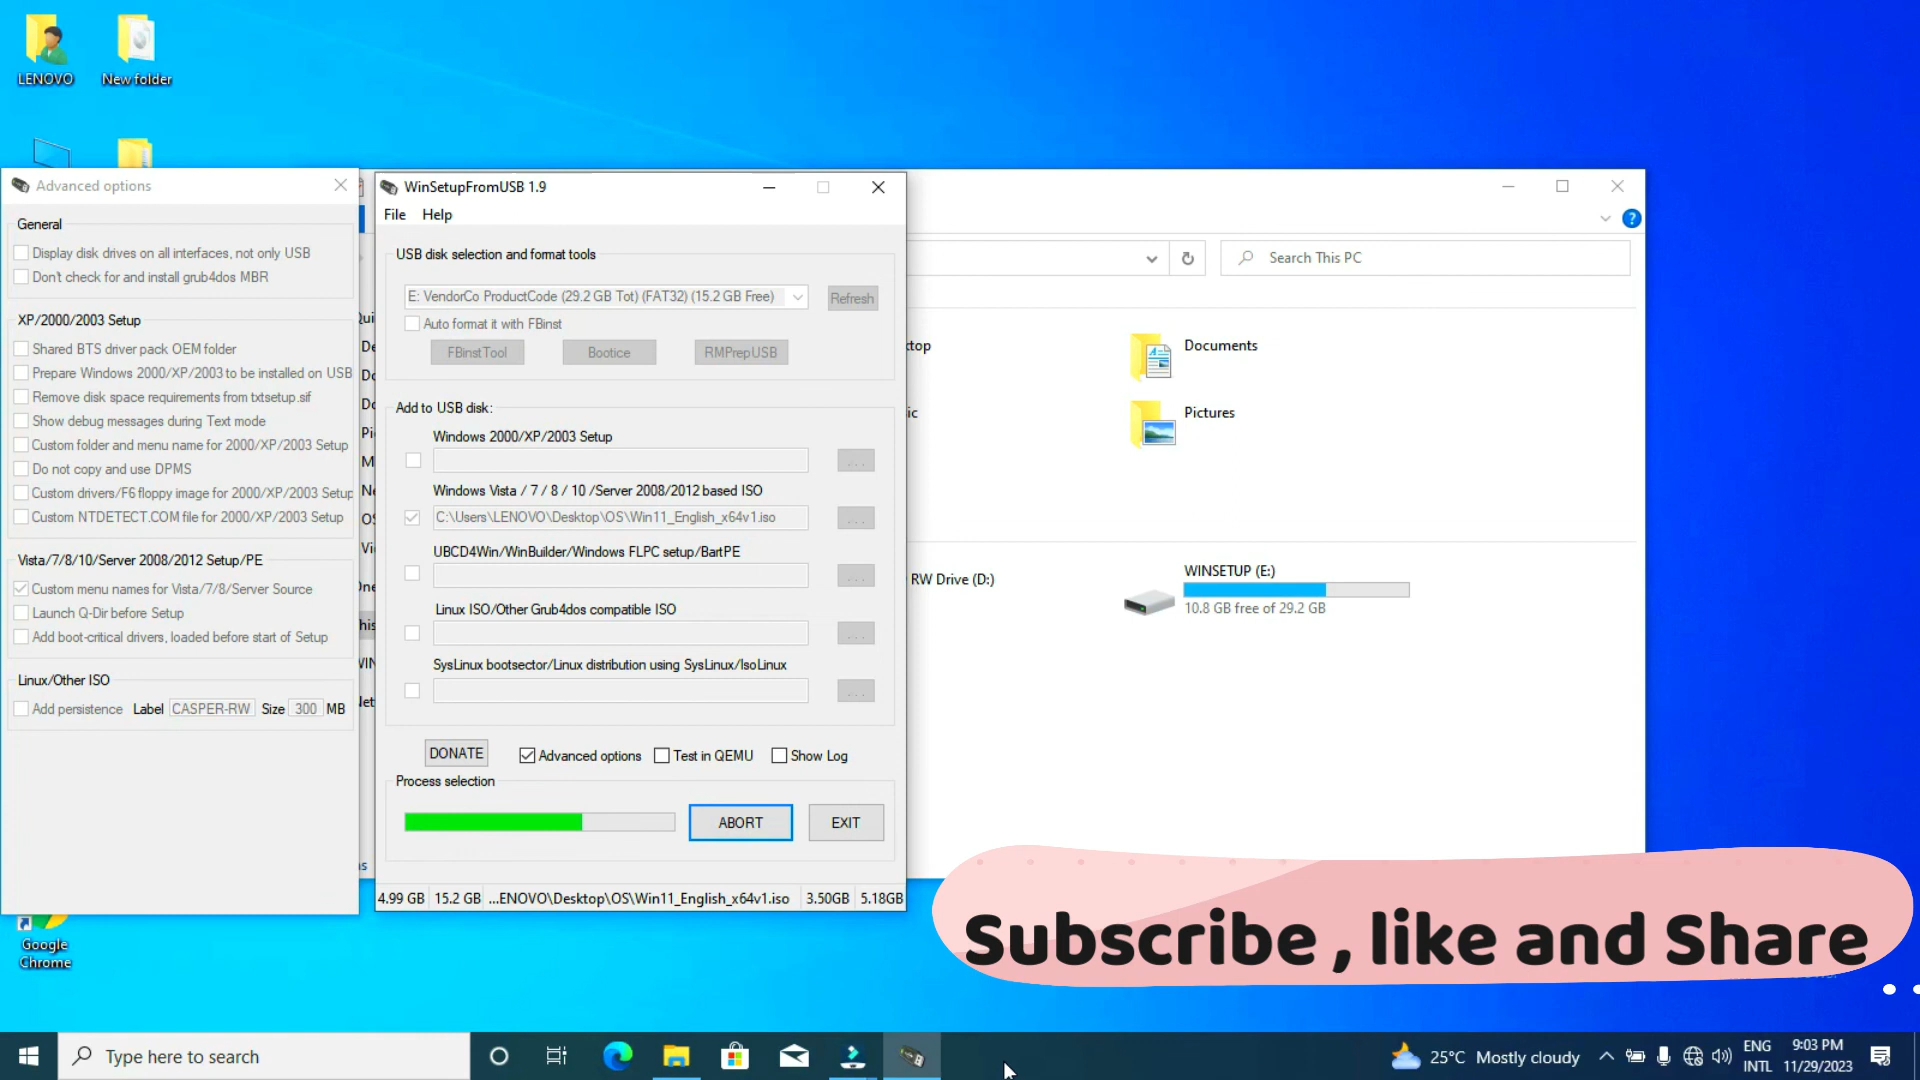 LENOVO
New folder
Advanced options
General
Display disk drives on all interfaces, not only USB
Don't check for and install grub4dos MBR
XP/2000/2003 Setup
Shared BTS driver pack OEM folder
Prepare Windows 2000/XP/2003 to be installed on USB
Remove disk space requirements from txtsetup.sif
Show debug messages during Text mode
Custom folder and menu name for 2000/XP/2003 Setup
Do not copy and use DPMS
Custom drivers/F6 floppy image for 2000/XP/2003 Setup
Custom NTDETECT.COM file for 2000/XP/2003 Setup
Vista/7/8/10/Server 2008/2012 Setup/PE
Custom menu names for Vista/7/8/Server Source
Launch Q-Dir before Setup
Add boot-critical drivers, loaded before start of Setup
Linux/Other ISO
Add persistence Label CASPER-RW Size 300 MB
WinSetupFromUSB 1.9
File Help
USB disk selection and format tools
E: VendorCo ProductCode (29.2 GB Tot) (FAT32) (15.2 GB Free)
Refresh
Auto format it with FBinst
FBinstTool Bootice RMPrepUSB
Add to USB disk:
Windows 2000/XP/2003 Setup
...
Windows Vista / 7 / 8 / 10 /Server 2008/2012 based ISO
C:\Users\LENOVO\Desktop\OS\Win11_English_x64v1.iso
...
UBCD4Win/WinBuilder/Windows FLPC setup/BartPE
...
Linux ISO/Other Grub4dos compatible ISO
...
SysLinux bootsector/Linux distribution using SysLinux/IsoLinux
...
DONATE Advanced options Test in QEMU Show Log
Process selection
ABORT EXIT
4.99 GB 15.2 GB ...ENOVO\Desktop\OS\Win11_English_x64v1.iso 3.50GB 5.18GB
Search This PC
Documents
Pictures
RW Drive (D:)
WINSETUP (E:)
10.8 GB free of 29.2 GB
Subscribe , like and Share
Google
Chrome
Type here to search
25°C Mostly cloudy
ENG
INTL
9:03 PM
11/29/2023